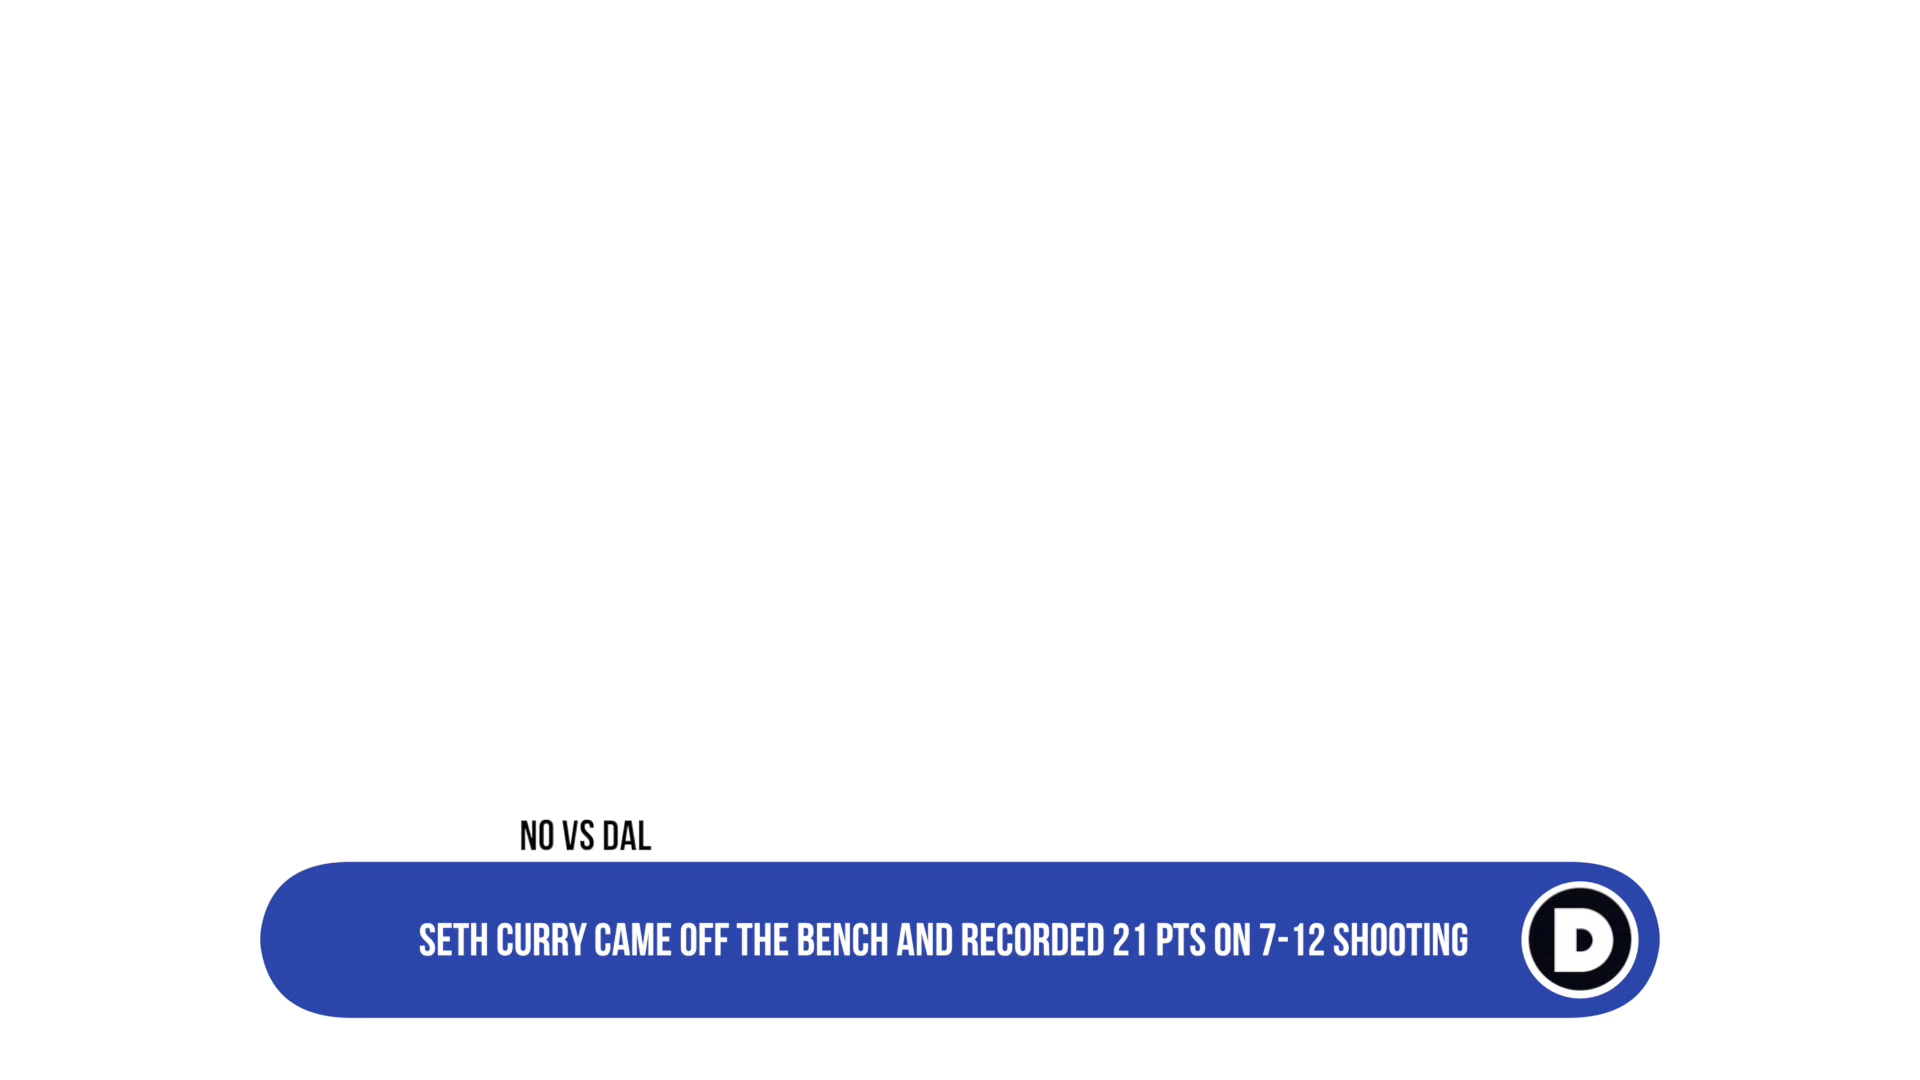 NO VS DAL
SETH CURRY CAME OFF THE BENCH AND RECORDED 21 PTS ON 7-12 SHOOTING
D